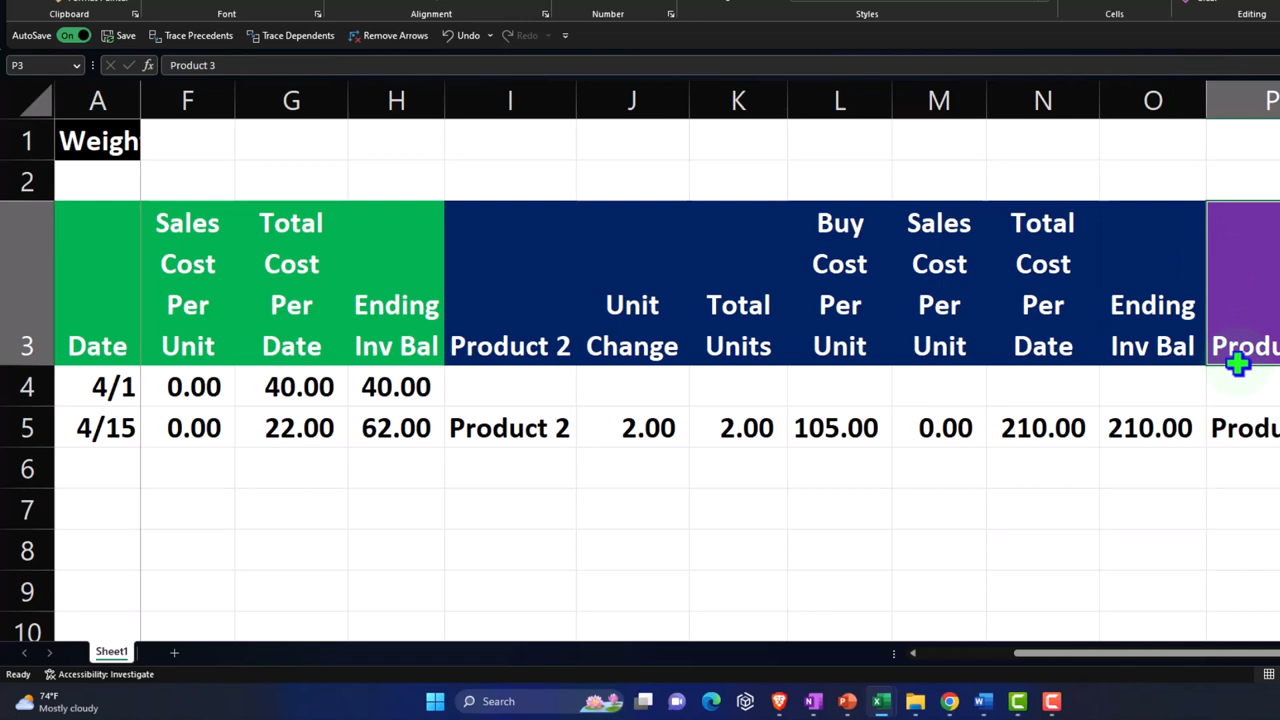 Clipboard Font Alignment Number Styles Cells Editing
AutoSave On Save Trace Precedents Trace Dependents Remove Arrows Undo Redo
P3 fx Product 3
A F G H I J K L M N O P
1 Weigh
2
Sales Total Buy Sales Total
Cost Cost Cost Cost Cost
Per Per Ending Unit Total Per Per Per Ending
3 Date Unit Date Inv Bal Product 2 Change Units Unit Unit Date Inv Bal Produ
4 4/1 0.00 40.00 40.00
5 4/15 0.00 22.00 62.00 Product 2 2.00 2.00 105.00 0.00 210.00 210.00 Produ
6
7
8
9
10
Sheet1
Ready Accessibility: Investigate
74°F
Mostly cloudy
Search